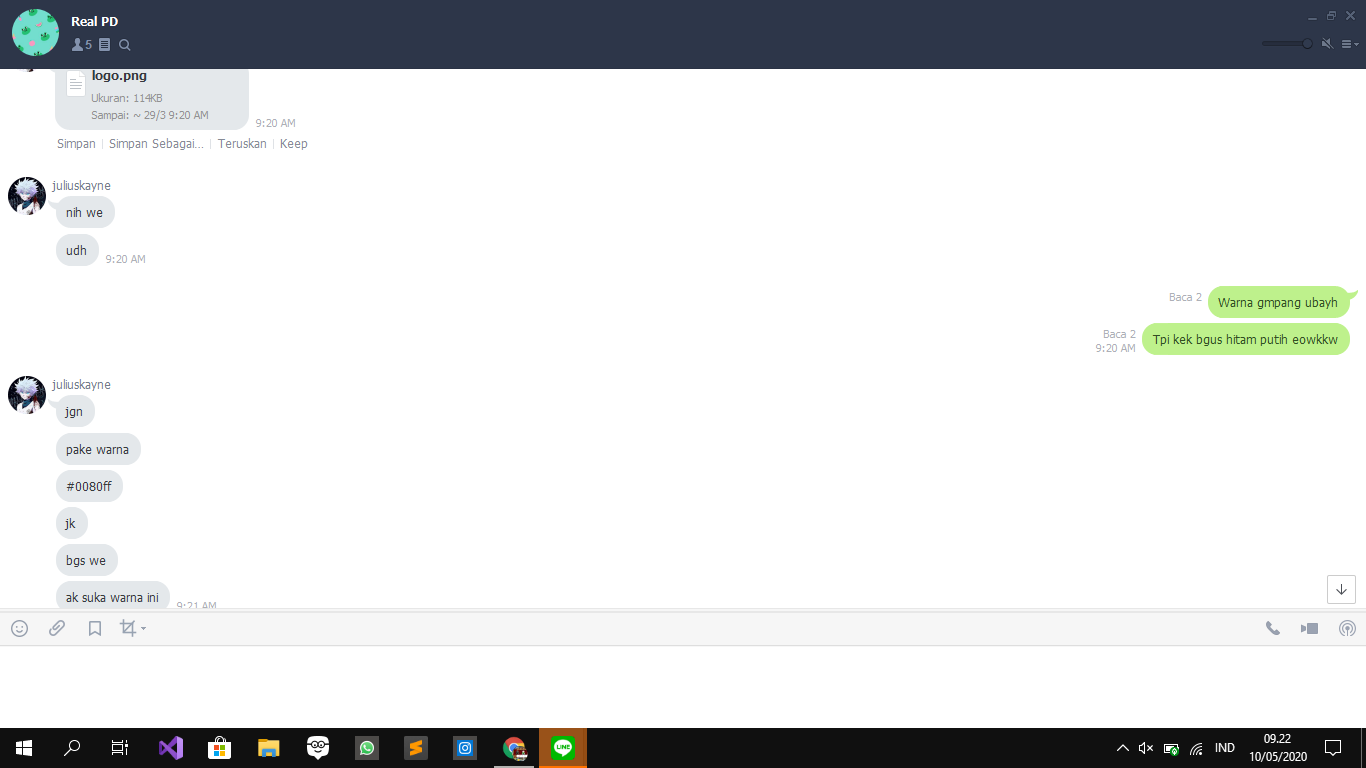 Real PD
5
logo.png
Ukuran: 114KB
Sampai: ~ 29/3 9:20 AM
9:20 AM
Simpan | Simpan Sebagai... | Teruskan | Keep
juliuskayne
nih we
udh
9:20 AM
Baca 2
Warna gmpang ubayh
Baca 2
9:20 AM
Tpi kek bgus hitam putih eowkkw
juliuskayne
jgn
pake warna
#0080ff
jk
bgs we
ak suka warna ini
9:21 AM
LINE
IND
09.22
10/05/2020